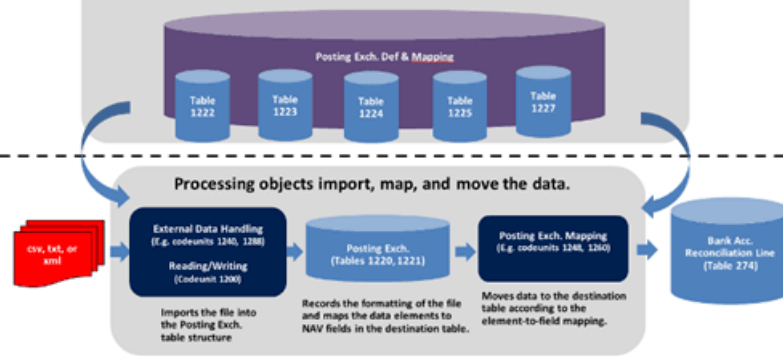 Posting Exch. Def & Mapping
Table
1222
Table
1223
Table
1224
Table
1225
Table
1227
Processing objects import, map, and move the data.
csv, txt, or
xml
External Data Handling
(E.g. codeunits 1240, 1288)
Reading/Writing
(Codeunit 1200)
Posting Exch.
(Tables 1220, 1221)
Posting Exch. Mapping
(E.g. codeunits 1248, 1260)
Bank Acc.
Reconciliation Line
(Table 274)
Imports the file into
the Posting Exch.
table structure
Records the formatting of the file
and maps the data elements to
NAV fields in the destination table.
Moves data to the destination
table according to the
element-to-field mapping.